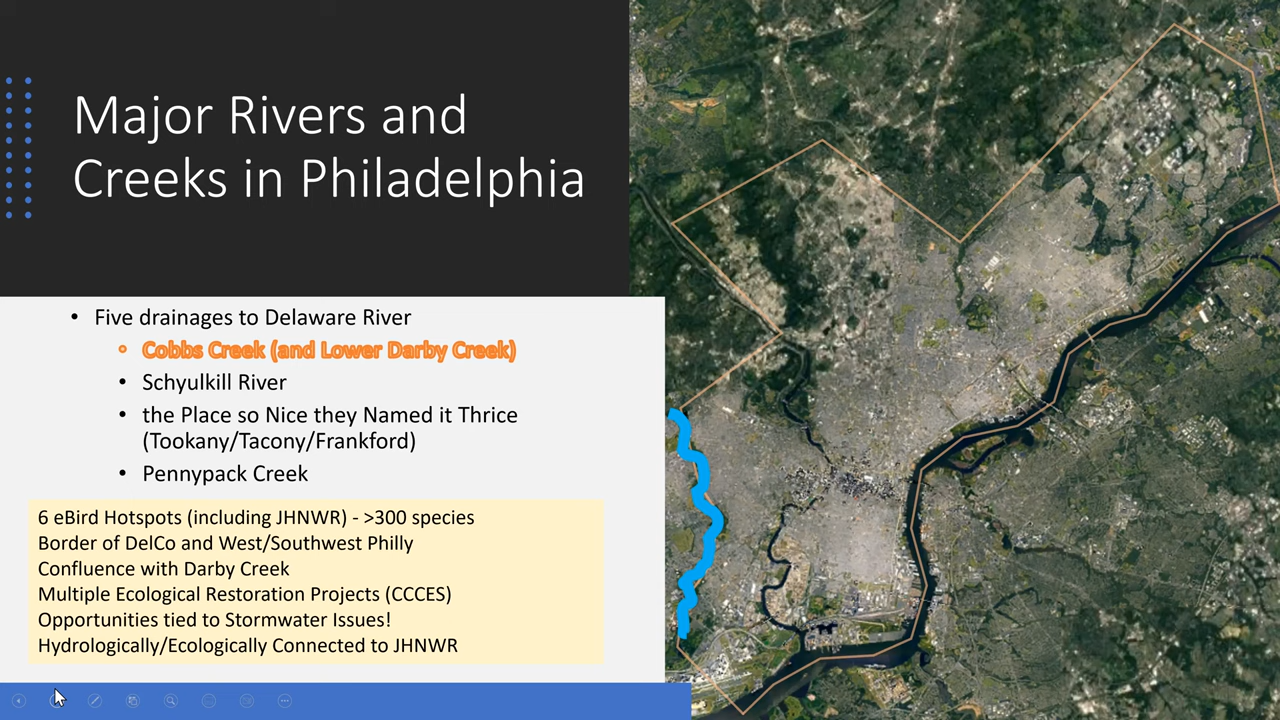 Major Rivers and
Creeks in Philadelphia
• Five drainages to Delaware River
• Cobbs Creek (and Lower Darby Creek)
• Schyulkill River
• the Place so Nice they Named it Thrice
(Tookany/Tacony/Frankford)
• Pennypack Creek
6 eBird Hotspots (including JHNWR) - >300 species
Border of DelCo and West/Southwest Philly
Confluence with Darby Creek
Multiple Ecological Restoration Projects (CCCES)
Opportunities tied to Stormwater Issues!
Hydrologically/Ecologically Connected to JHNWR